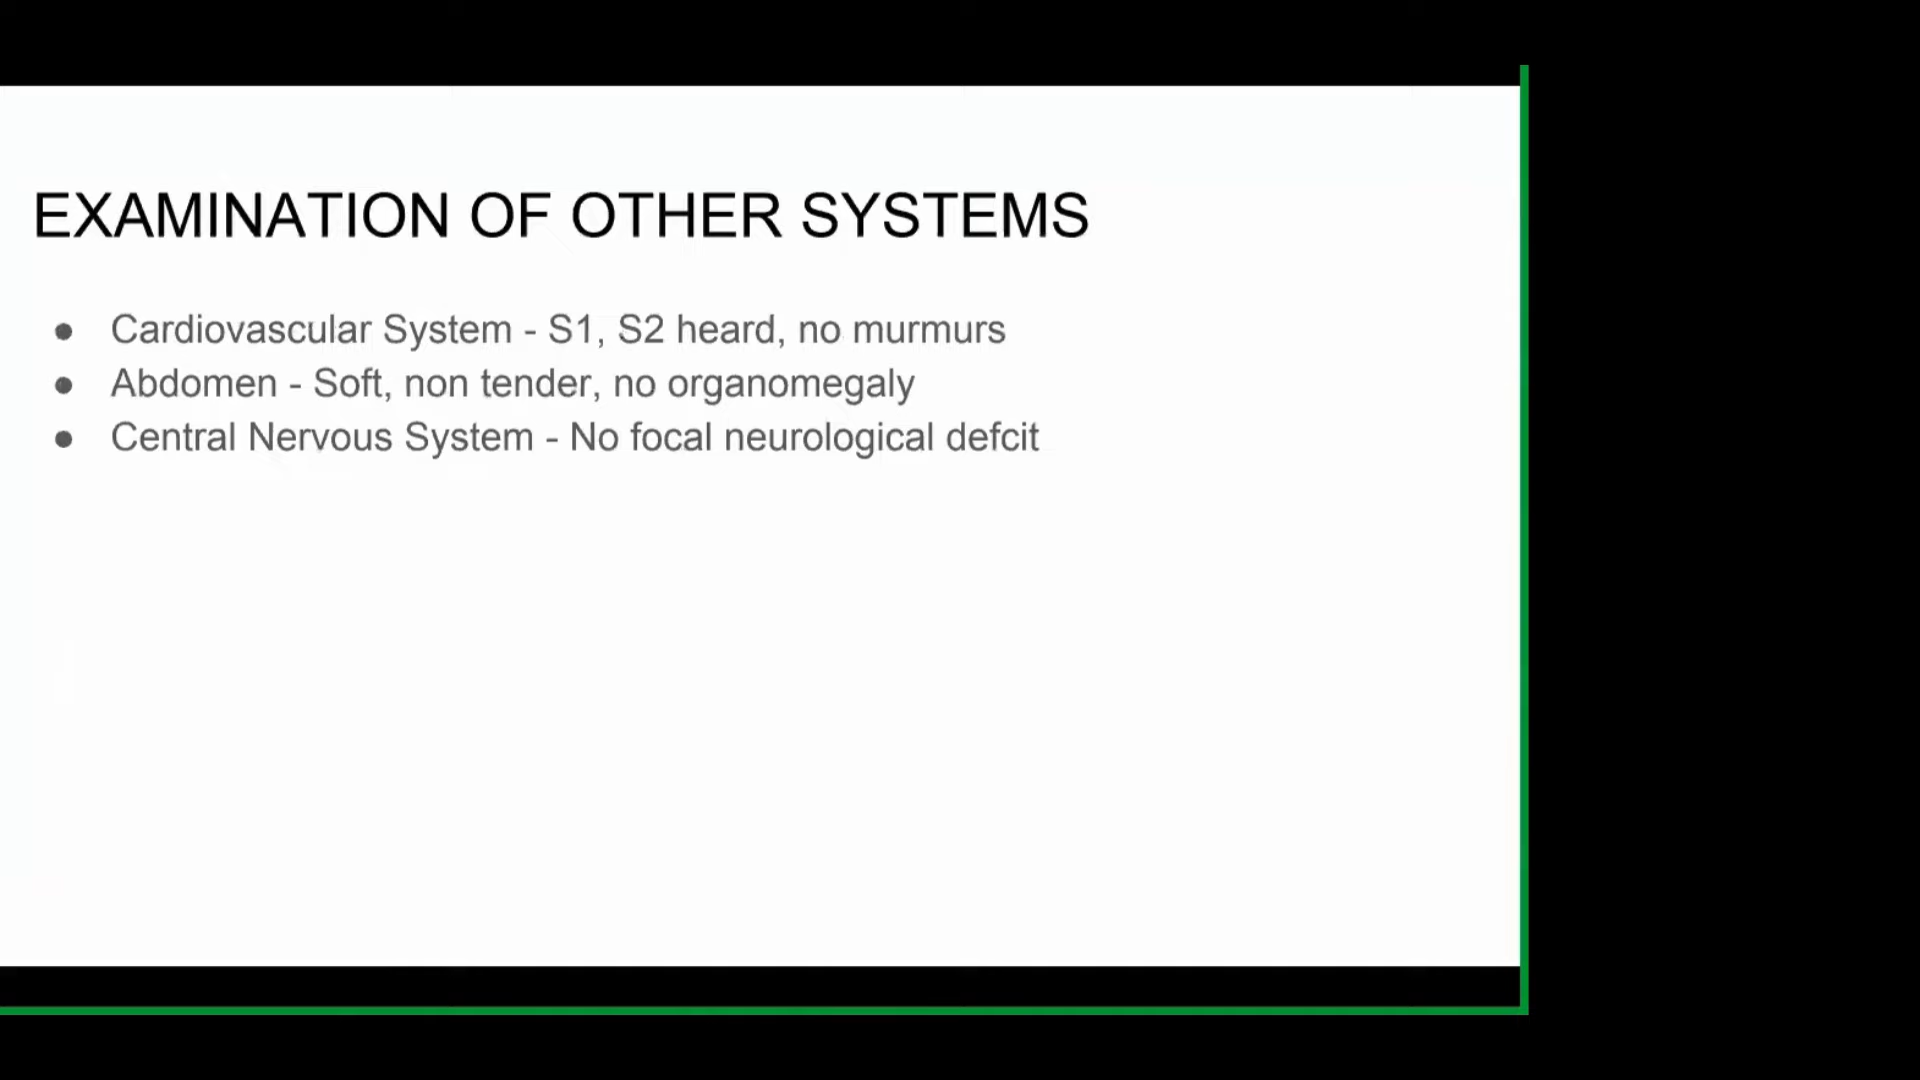 EXAMINATION OF OTHER SYSTEMS
● Cardiovascular System - S1, S2 heard, no murmurs
● Abdomen - Soft, non tender, no organomegaly
● Central Nervous System - No focal neurological defcit